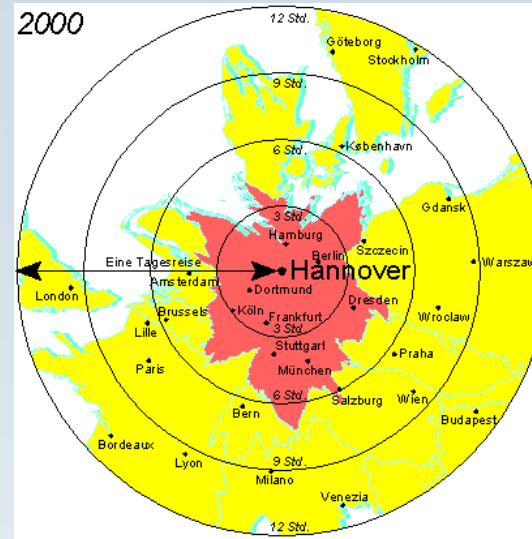 2000
12 Std.
Göteborg
Stockholm
9 Std.
6 Std.
København
Gdansk
3 Std.
Hamburg
Szczecin
Berlin
Warszaw
Eine Tagesreise
Hannover
Amsterdam
London
Dortmund
Dresden
Wroclaw
Brussels
Köln
Frankfurt
Lille
3 Std.
Stuttgart
Praha
Paris
München
Salzburg
Wien
6 Std.
Bern
Budapest
Bordeaux
Lyon
9 Std.
Milano
Venezia
12 Std.